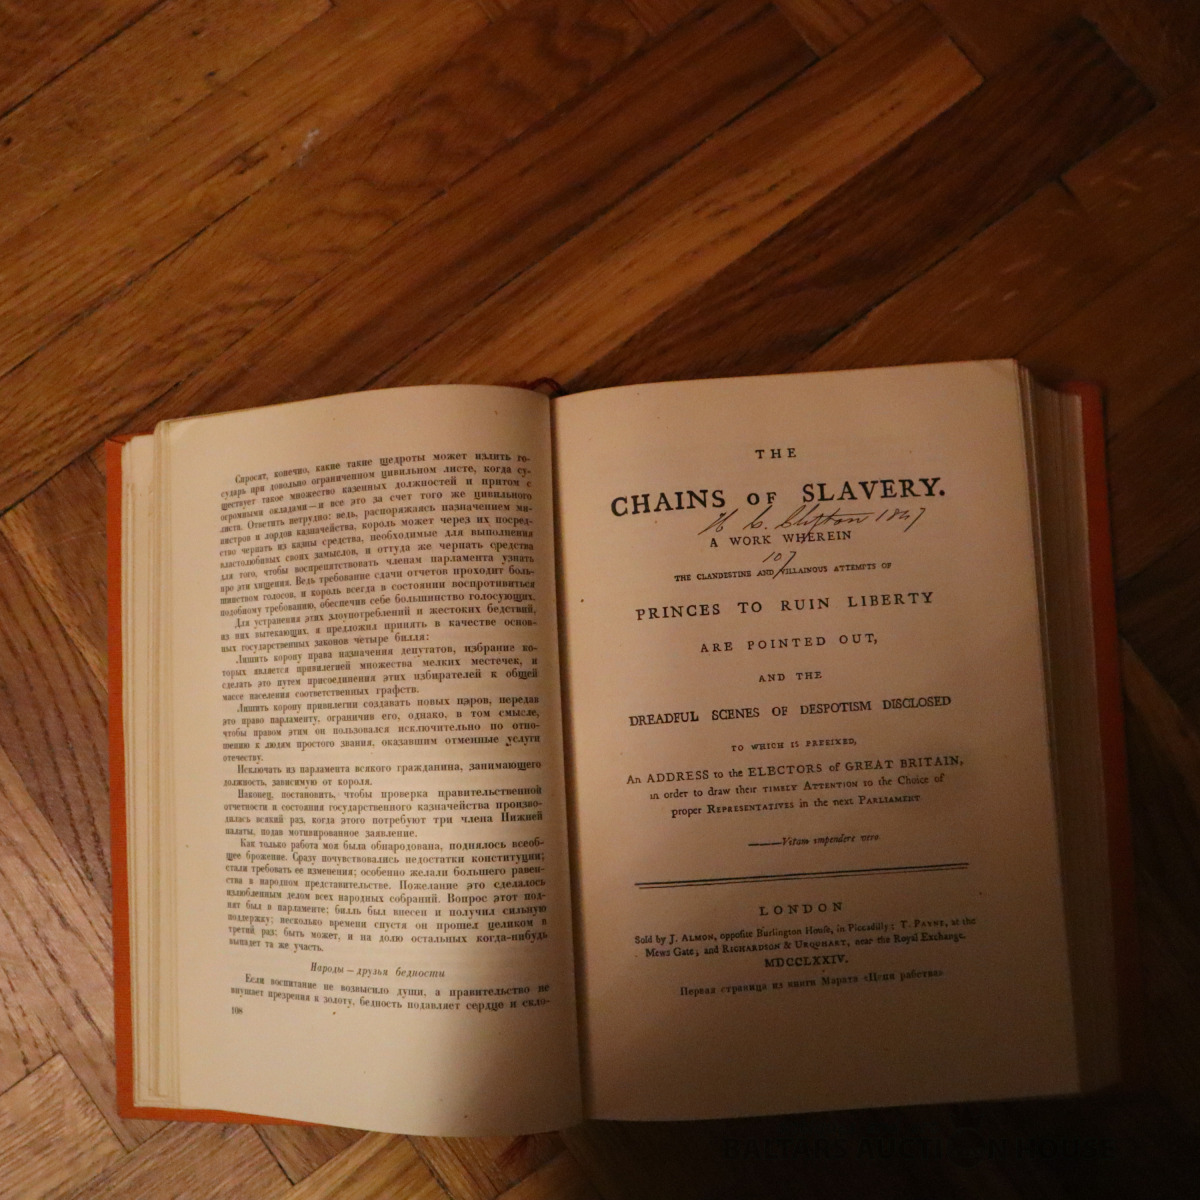 Спросят, конечно, какие такие щедроты может излить го-
сударь при довольно ограниченном цивильном листе, когда су-
ществует такое множество казенных должностей и притом с
огромными окладами — и все это за счет того же цивильного
листа. Ответить нетрудно: ведь, распоряжаясь назначением ми-
нистров и лордов казначейства, король может через их посред-
ство черпать из казны средства, необходимые для выполнения
властолюбивых своих замыслов, и оттуда же черпать средства
для того, чтобы воспрепятствовать членам парламента узнать
про эти хищения. Ведь требование сдачи отчетов проходит боль-
шинством голосов, и король всегда в состоянии воспротивиться
подобному требованию, обеспечив себе большинство голосующих.
Для устранения этих злоупотреблений и жестоких бедствий,
из них вытекающих, я предложил принять в качестве основ-
ных государственных законов четыре билля:
Лишить корону права назначения депутатов, избрание ко-
торых является привилегией множества мелких местечек, и
сделать это путем присоединения этих избирателей к общей
массе населения соответственных графств.
Лишить корону привилегии создавать новых пэров, передав
это право парламенту, ограничив его, однако, в том смысле,
чтобы правом этим он пользовался исключительно по отно-
шению к людям простого звания, оказавшим отменные услуги
отечеству.
Исключать из парламента всякого гражданина, занимающего
должность, зависимую от короля.
Наконец, постановить, чтобы проверка правительственной
отчетности и состояния государственного казначейства произво-
дилась всякий раз, когда этого потребуют три члена Нижней
палаты, подав мотивированное заявление.
Как только работа моя была обнародована, поднялось всеоб-
щее брожение. Сразу почувствовались недостатки конституции;
стали требовать ее изменения; особенно желали большего равен-
ства в народном представительстве. Пожелание это сделалось
излюбленным делом всех народных собраний. Вопрос этот под-
нят был в парламенте; билль был внесен и получил сильную
поддержку; несколько времени спустя он прошел целиком в
третий раз; быть может, и на долю остальных когда-нибудь
выпадет та же участь.
Народы — друзья бедности
Если воспитание не возвысило души, а правительство не
внушает презрения к золоту, бедность подавляет сердце и скло-
108
THE
CHAINS OF SLAVERY.
H. C. Clifton 1847
A WORK WHEREIN
107
THE CLANDESTINE AND VILLAINOUS ATTEMPTS OF
PRINCES TO RUIN LIBERTY
ARE POINTED OUT,
AND THE
DREADFUL SCENES OF DESPOTISM DISCLOSED
TO WHICH IS PREFIXED,
An ADDRESS to the ELECTORS of GREAT BRITAIN,
in order to draw their TIMELY ATTENTION to the Choice of
proper REPRESENTATIVES in the next PARLIAMENT
—Vitam impendere vero.
LONDON
Sold by J. ALMON, opposite Burlington House, in Piccadilly; T. PAYNE, at the
Mews Gate; and RICHARDSON & URQUHART, near the Royal Exchange.
MDCCLXXIV.
Первая страница из книги Марата «Цепи рабства»
BALTARS AUCTION HOUSE